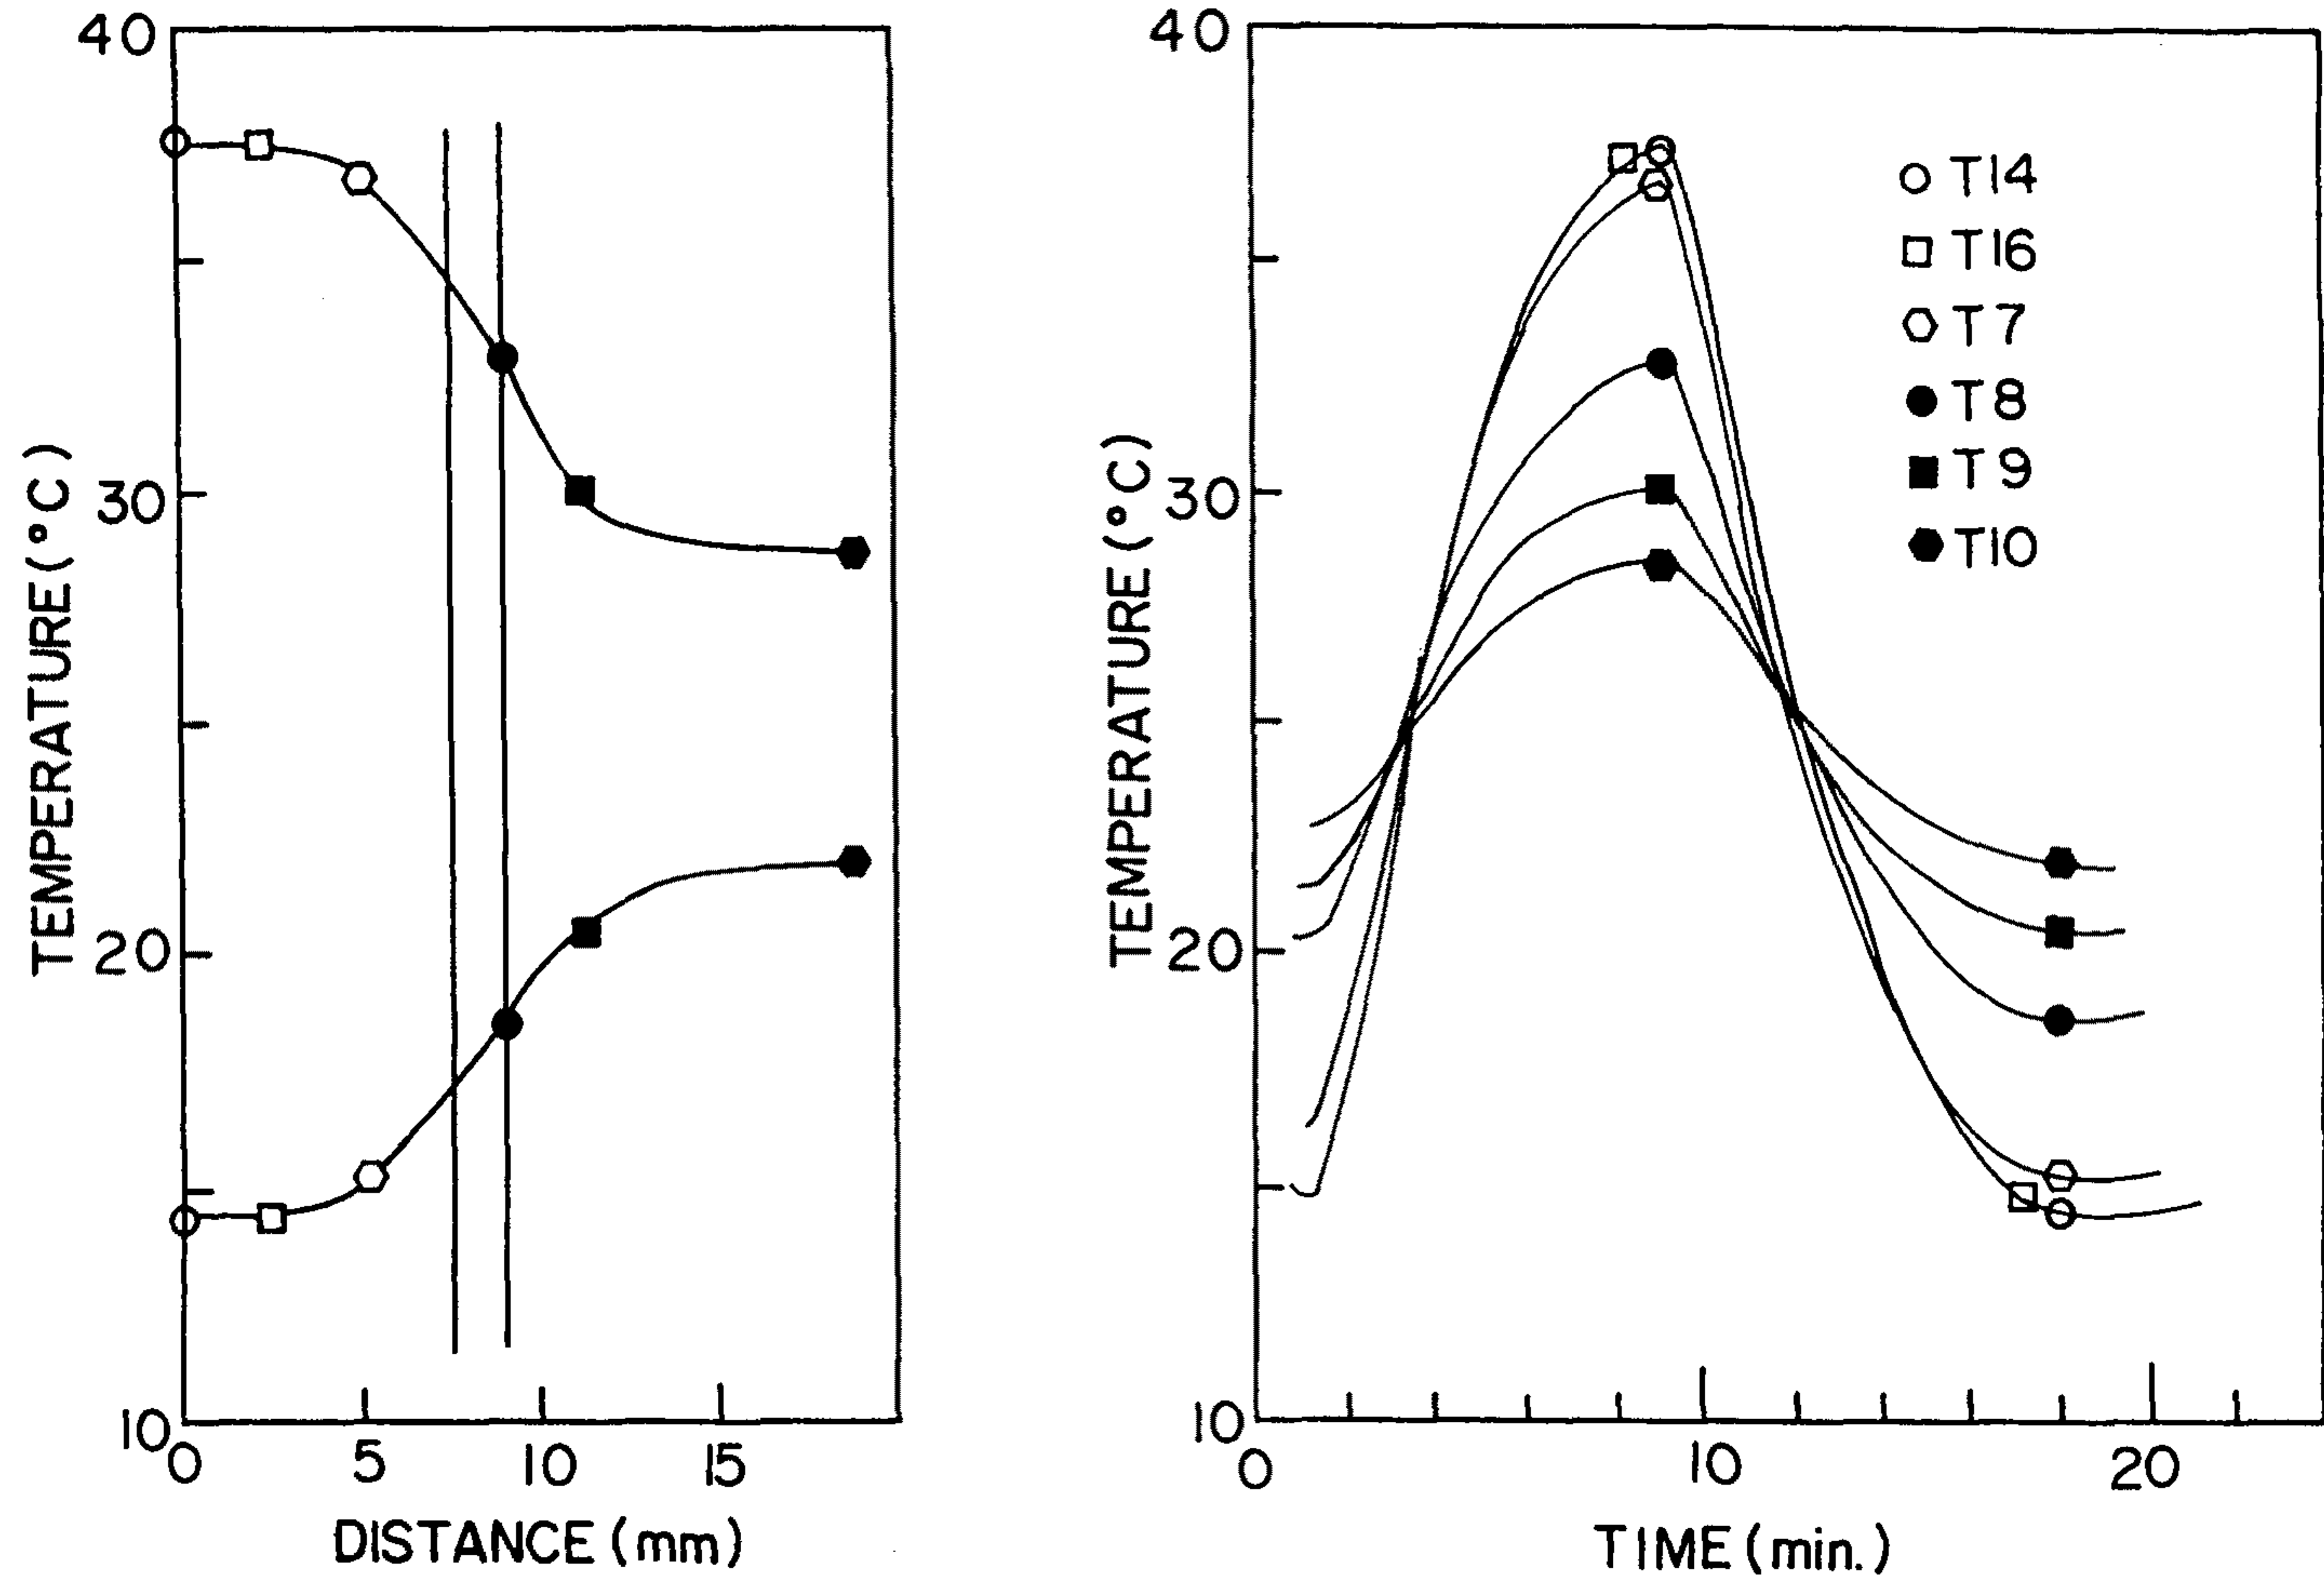 40
30
20
10
TEMPERATURE (°C)
0 5 10 15
DISTANCE (mm)
40
30
20
10
TEMPERATURE (°C)
0 10 20
TIME (min.)
T14
T16
T7
T8
T9
T10